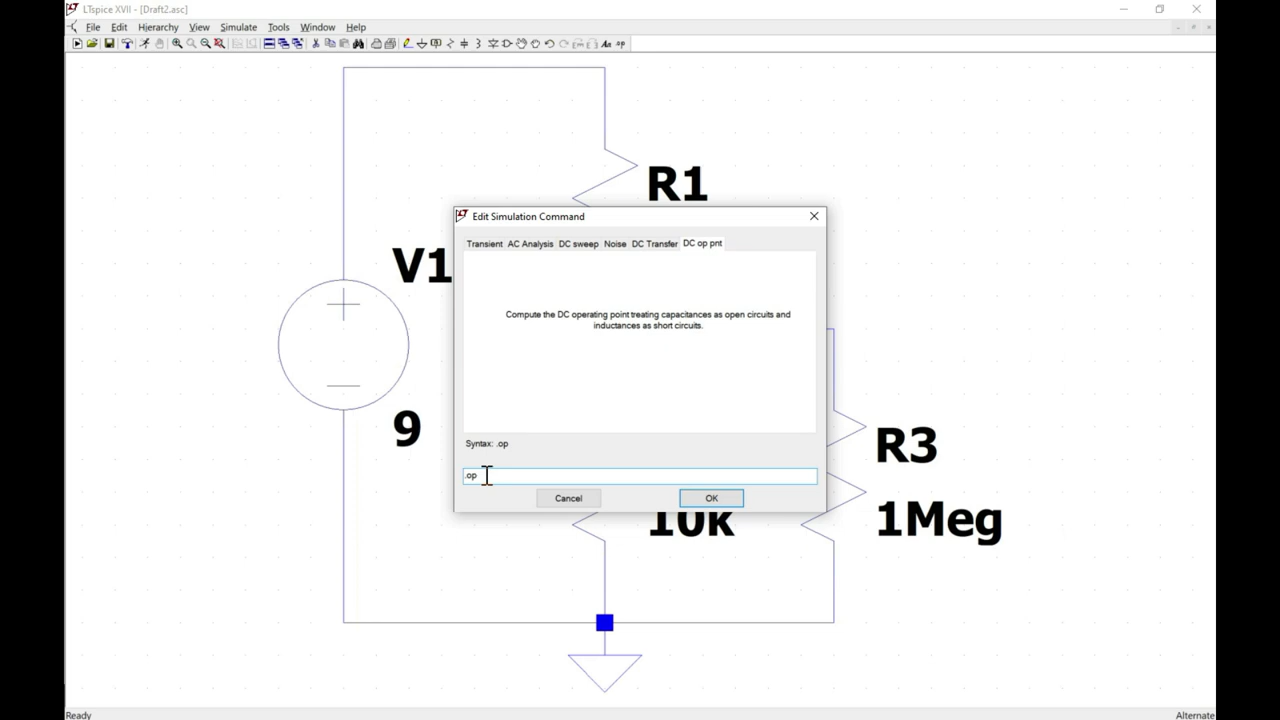 LTspice XVII - [Draft2.asc]
File Edit Hierarchy View Simulate Tools Window Help
R1
V1
9
Edit Simulation Command
Transient AC Analysis DC sweep Noise DC Transfer DC op pnt
Compute the DC operating point treating capacitances as open circuits and
inductances as short circuits.
Syntax: .op
.op
Cancel OK
10k
R3
1Meg
Ready Alternate